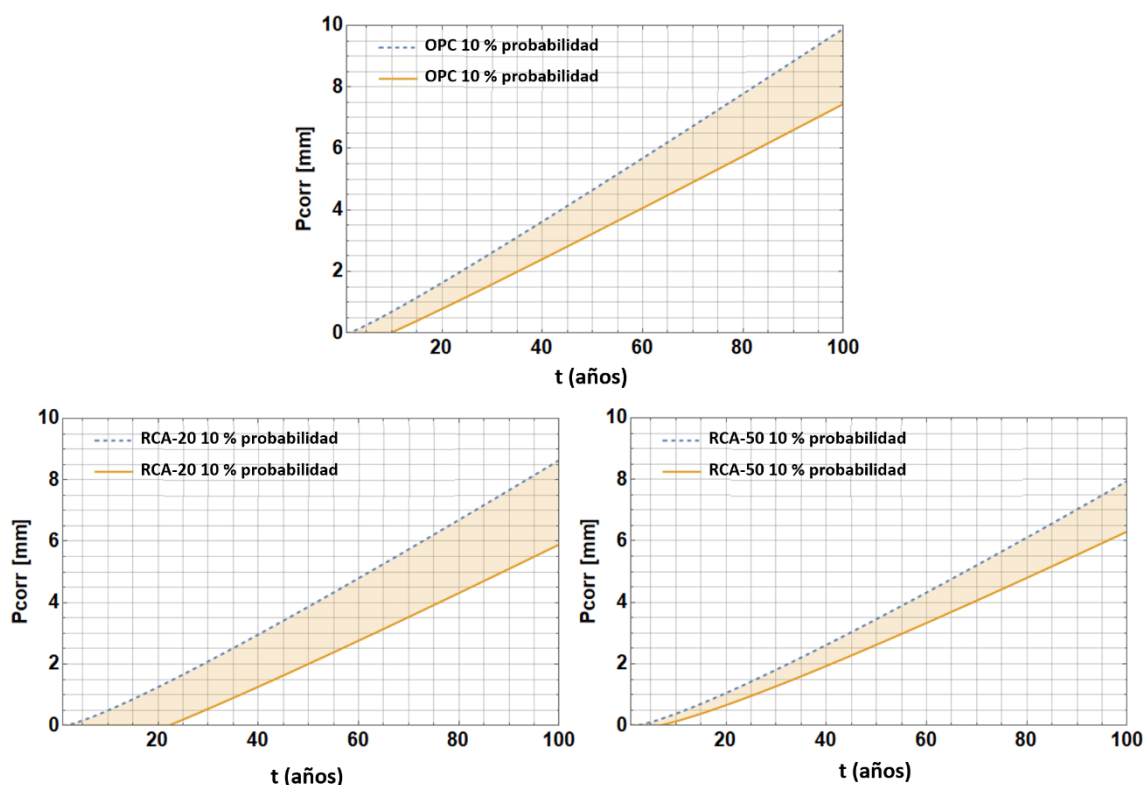 10
8
6
4
2
0
Pcorr [mm]
OPC 10 % probabilidad
OPC 10 % probabilidad
20 40 60 80 100
t (años)
10
8
6
4
2
0
Pcorr [mm]
RCA-20 10 % probabilidad
RCA-20 10 % probabilidad
20 40 60 80 100
t (años)
10
8
6
4
2
0
Pcorr [mm]
RCA-50 10 % probabilidad
RCA-50 10 % probabilidad
20 40 60 80 100
t (años)